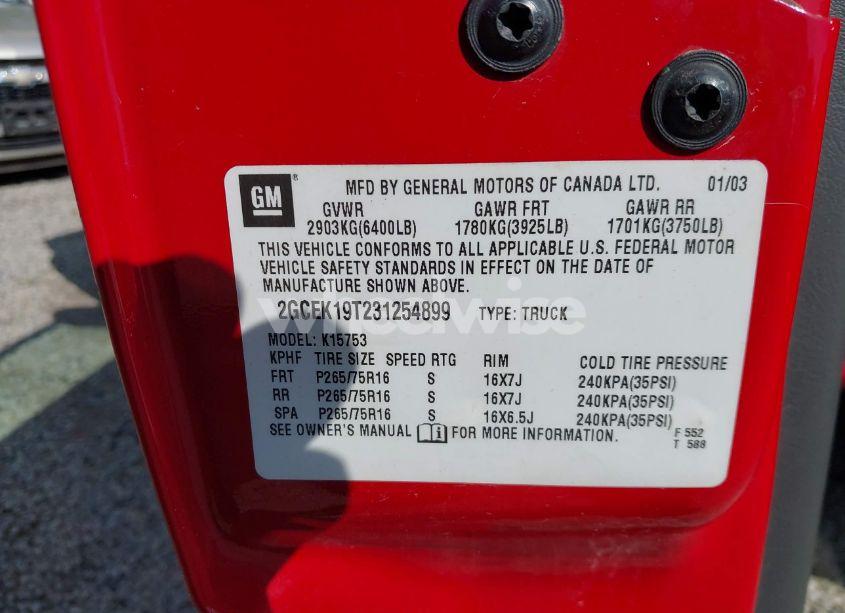 GM ® MFD BY GENERAL MOTORS OF CANADA LTD. 01/03
GVWR GAWR FRT GAWR RR
2903KG(6400LB) 1780KG(3925LB) 1701KG(3750LB)
THIS VEHICLE CONFORMS TO ALL APPLICABLE U.S. FEDERAL MOTOR
VEHICLE SAFETY STANDARDS IN EFFECT ON THE DATE OF
MANUFACTURE SHOWN ABOVE.
2GCEK19T231254899 TYPE: TRUCK
wheelwise
MODEL: K15753
KPHF TIRE SIZE SPEED RTG RIM COLD TIRE PRESSURE
FRT P265/75R16 S 16X7J 240KPA(35PSI)
RR P265/75R16 S 16X7J 240KPA(35PSI)
SPA P265/75R16 S 16X6.5J 240KPA(35PSI)
SEE OWNER'S MANUAL FOR MORE INFORMATION.
F 552
T 588